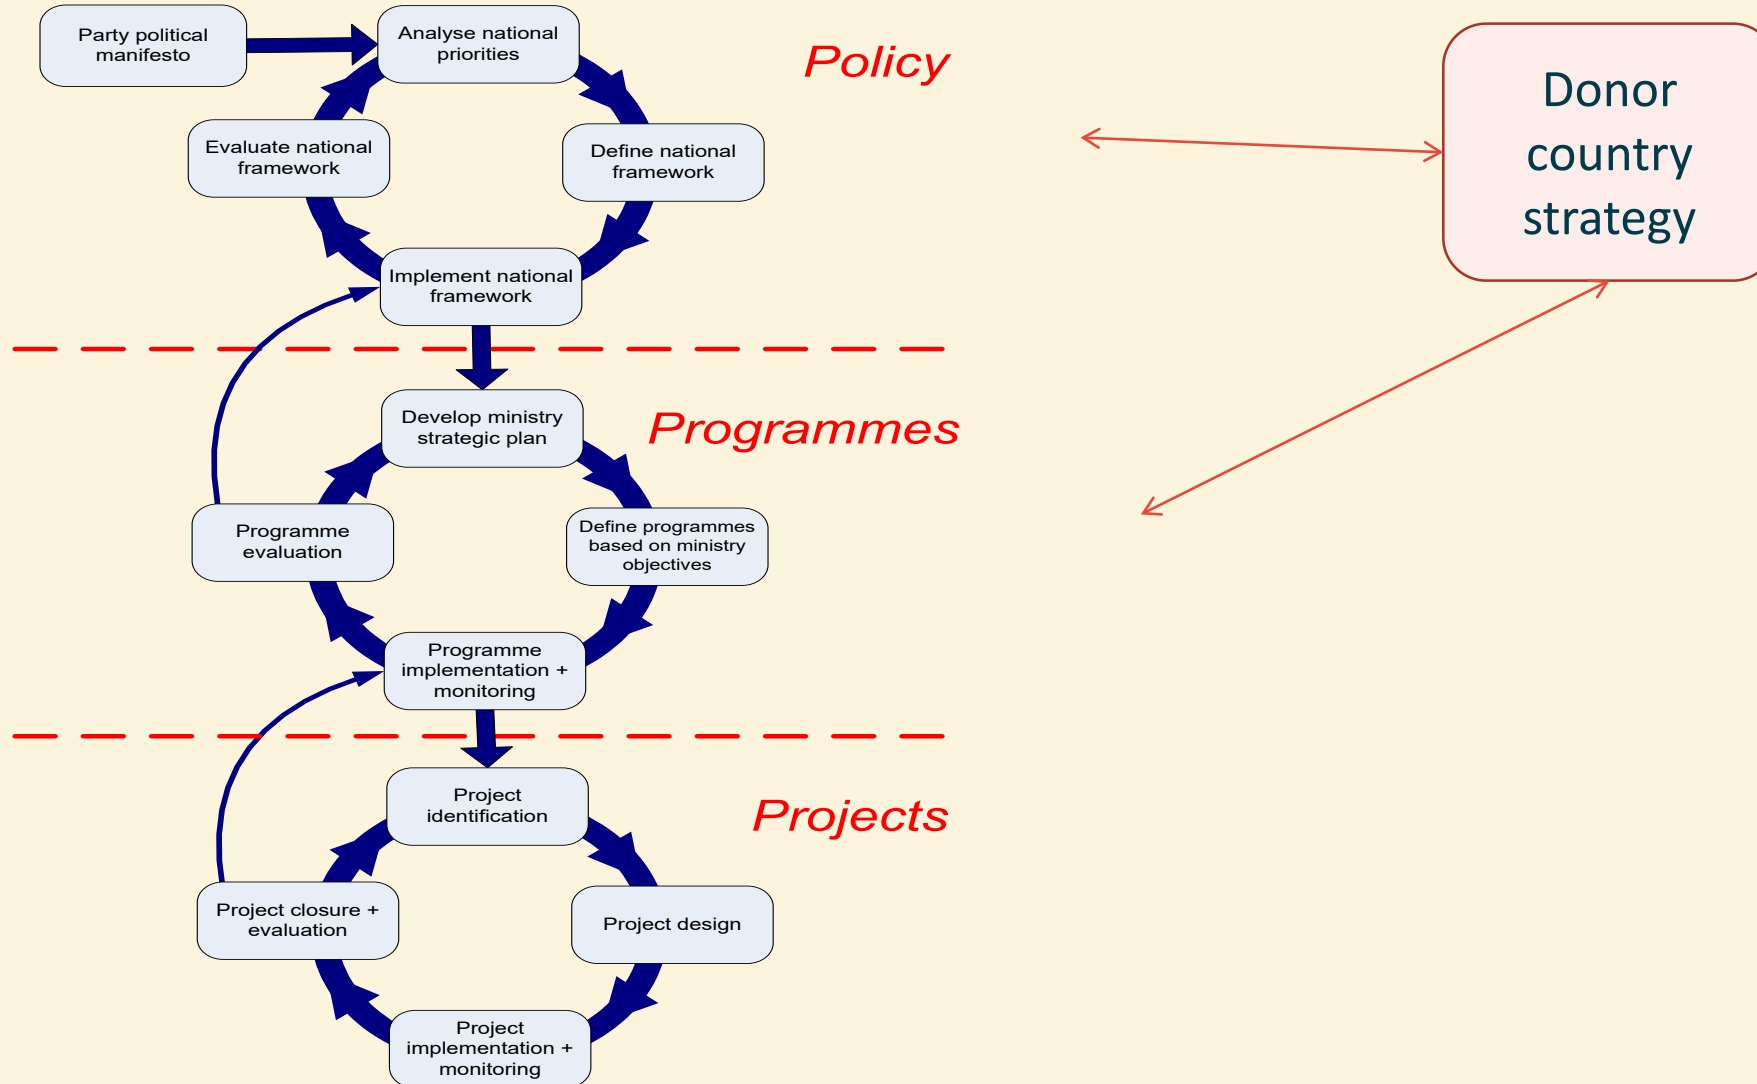 Party political
manifesto
Analyse national
priorities
Policy
Donor
country
strategy
Evaluate national
framework
Define national
framework
Implement national
framework
Develop ministry
strategic plan
Programmes
Programme
evaluation
Define programmes
based on ministry
objectives
Programme
implementation +
monitoring
Project
identification
Projects
Project closure +
evaluation
Project design
Project
implementation +
monitoring